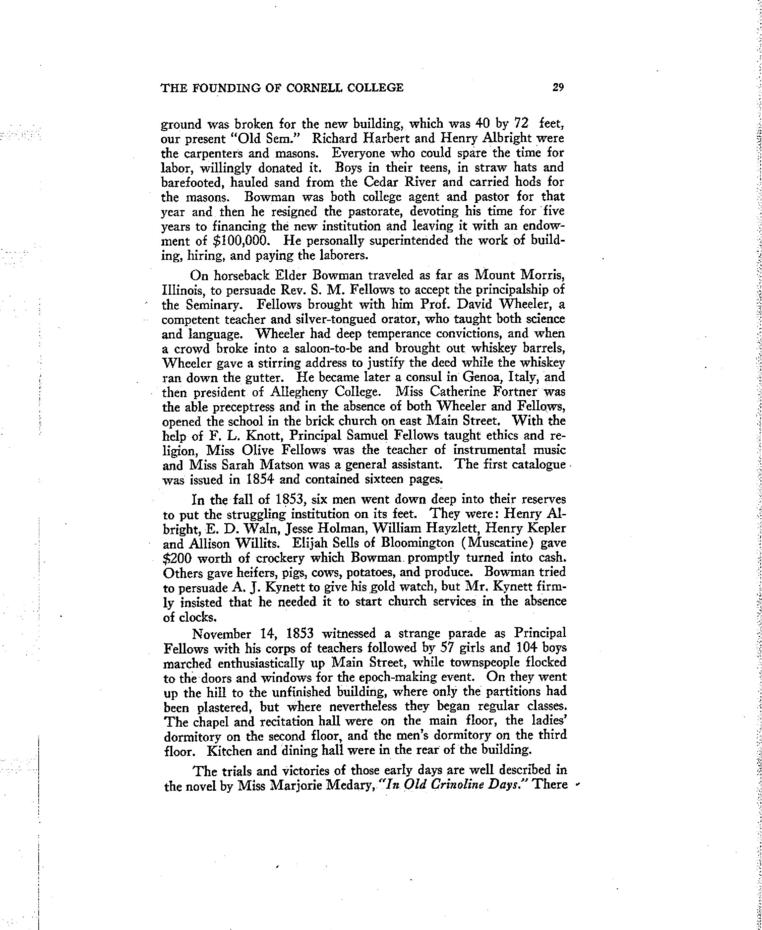 THE FOUNDING OF CORNELL COLLEGE 29
ground was broken for the new building, which was 40 by 72 feet,
our present "Old Sem." Richard Harbert and Henry Albright were
the carpenters and masons. Everyone who could spare the time for
labor, willingly donated it. Boys in their teens, in straw hats and
barefooted, hauled sand from the Cedar River and carried hods for
the masons. Bowman was both college agent and pastor for that
year and then he resigned the pastorate, devoting his time for five
years to financing the new institution and leaving it with an endow-
ment of $100,000. He personally superintended the work of build-
ing, hiring, and paying the laborers.
On horseback Elder Bowman traveled as far as Mount Morris,
Illinois, to persuade Rev. S. M. Fellows to accept the principalship of
the Seminary. Fellows brought with him Prof. David Wheeler, a
competent teacher and silver-tongued orator, who taught both science
and language. Wheeler had deep temperance convictions, and when
a crowd broke into a saloon-to-be and brought out whiskey barrels,
Wheeler gave a stirring address to justify the deed while the whiskey
ran down the gutter. He became later a consul in Genoa, Italy, and
then president of Allegheny College. Miss Catherine Fortner was
the able preceptress and in the absence of both Wheeler and Fellows,
opened the school in the brick church on east Main Street. With the
help of F. L. Knott, Principal Samuel Fellows taught ethics and re-
ligion, Miss Olive Fellows was the teacher of instrumental music
and Miss Sarah Matson was a general assistant. The first catalogue
was issued in 1854 and contained sixteen pages.
In the fall of 1853, six men went down deep into their reserves
to put the struggling institution on its feet. They were: Henry Al-
bright, E. D. Waln, Jesse Holman, William Hayzlett, Henry Kepler
and Allison Willits. Elijah Sells of Bloomington (Muscatine) gave
$200 worth of crockery which Bowman promptly turned into cash.
Others gave heifers, pigs, cows, potatoes, and produce. Bowman tried
to persuade A. J. Kynett to give his gold watch, but Mr. Kynett firm-
ly insisted that he needed it to start church services in the absence
of clocks.
November 14, 1853 witnessed a strange parade as Principal
Fellows with his corps of teachers followed by 57 girls and 104 boys
marched enthusiastically up Main Street, while townspeople flocked
to the doors and windows for the epoch-making event. On they went
up the hill to the unfinished building, where only the partitions had
been plastered, but where nevertheless they began regular classes.
The chapel and recitation hall were on the main floor, the ladies'
dormitory on the second floor, and the men's dormitory on the third
floor. Kitchen and dining hall were in the rear of the building.
The trials and victories of those early days are well described in
the novel by Miss Marjorie Medary, "In Old Crinoline Days." There